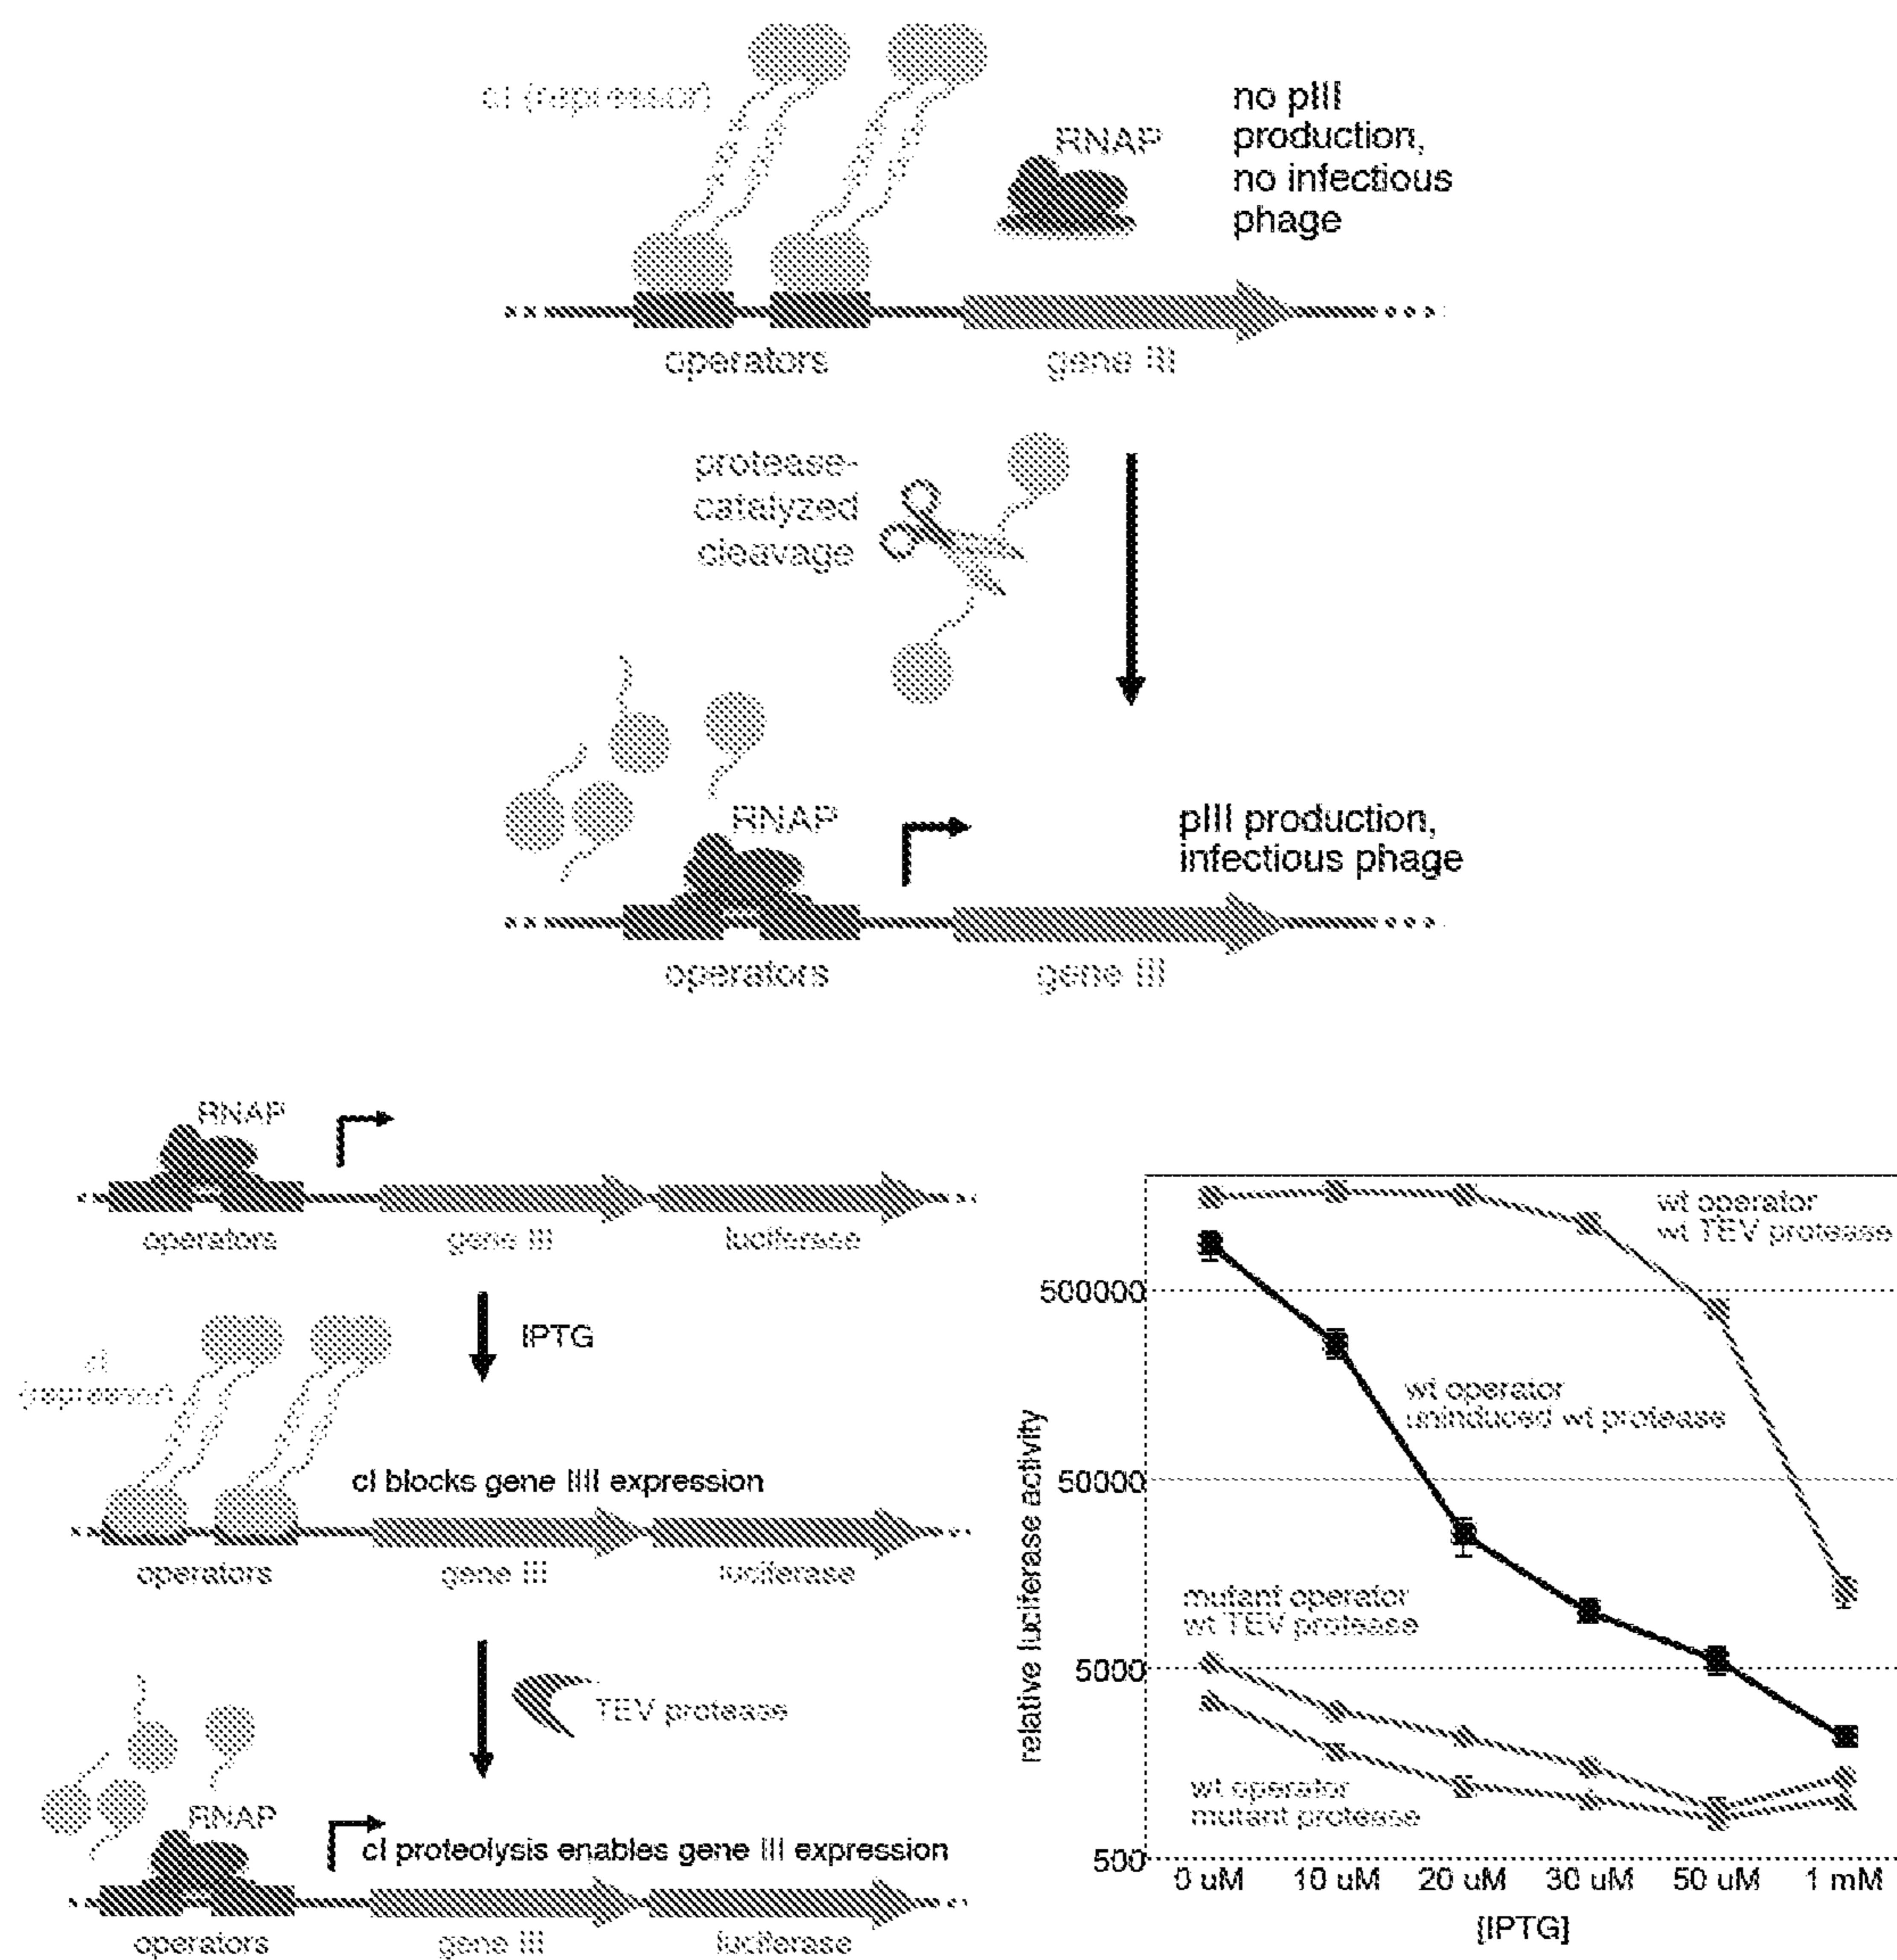 cI (repressor)
RNAP
no pIII
production,
no infectious
phage
operators
gene III
protease-
catalyzed
cleavage
RNAP
pIII production,
infectious phage
operators
gene III
RNAP
operators
gene III
luciferase
IPTG
cI
(repressor)
cI blocks gene IIII expression
operators
gene III
luciferase
TEV protease
RNAP
cI proteolysis enables gene III expression
operators
gene III
luciferase
relative luciferase activity
500000
50000
5000
500
wt operator
wt TEV protease
wt operator
uninduced wt protease
mutant operator
wt TEV protease
wt operator
mutant protease
0 uM 10 uM 20 uM 30 uM 50 uM 1 mM
[IPTG]